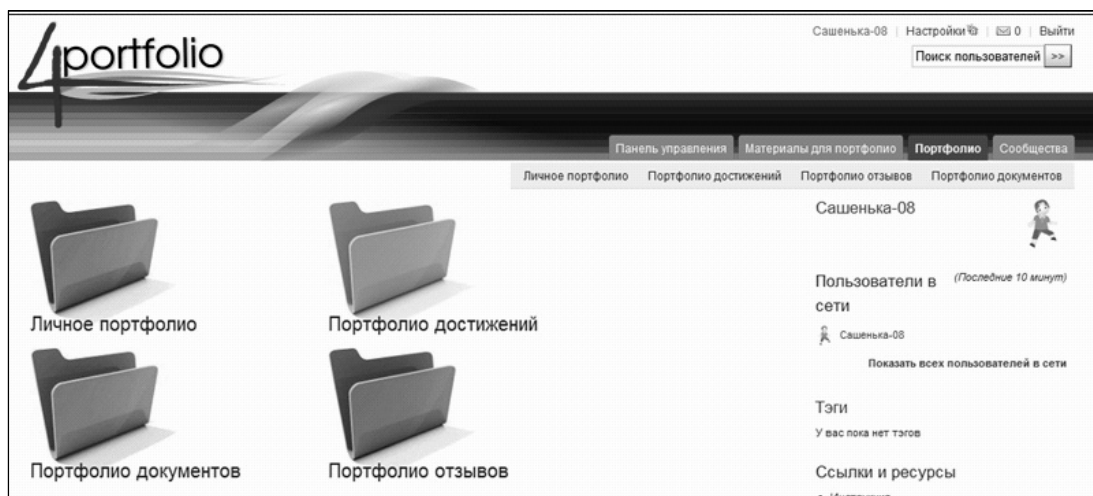 4portfolio
Сашенька-08 | Настройки | 0 | Выйти
Поиск пользователей >>
Панель управления Материалы для портфолио Портфолио Сообщества
Личное портфолио Портфолио достижений Портфолио отзывов Портфолио документов
Личное портфолио
Портфолио достижений
Портфолио документов
Портфолио отзывов
Сашенька-08
Пользователи в сети (Последние 10 минут)
Сашенька-08
Показать всех пользователей в сети
Тэги
У вас пока нет тэгов
Ссылки и ресурсы